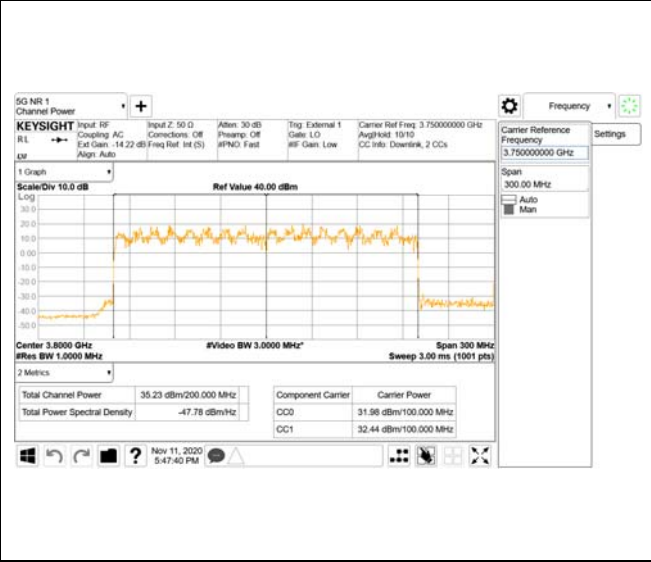 5G NR 1
Channel Power
Frequency
KEYSIGHT
R L
Input: RF
Coupling: AC
Ext Gain: -14.22 dB
Align: Auto
Input Z: 50 Ω
Corrections: Off
Freq Ref: Int (S)
Atten: 30 dB
Preamp: Off
#PNO: Fast
Trig: External 1
Gate: LO
#IF Gain: Low
Carrier Ref Freq: 3.750000000 GHz
Avg|Hold: 10/10
CC Info: Downlink, 2 CCs
Carrier Reference
Frequency
3.750000000 GHz
Settings
Span
300.00 MHz
Auto
Man
1 Graph
Scale/Div 10.0 dB
Ref Value 40.00 dBm
Log
30.0
20.0
10.0
0.00
-10.0
-20.0
-30.0
-40.0
-50.0
Center 3.8000 GHz
#Video BW 3.0000 MHz*
Span 300 MHz
#Res BW 1.0000 MHz
Sweep 3.00 ms (1001 pts)
2 Metrics
Total Channel Power 35.23 dBm/200.000 MHz
Total Power Spectral Density -47.78 dBm/Hz
Component Carrier Carrier Power
CC0 31.98 dBm/100.000 MHz
CC1 32.44 dBm/100.000 MHz
Nov 11, 2020
5:47:40 PM